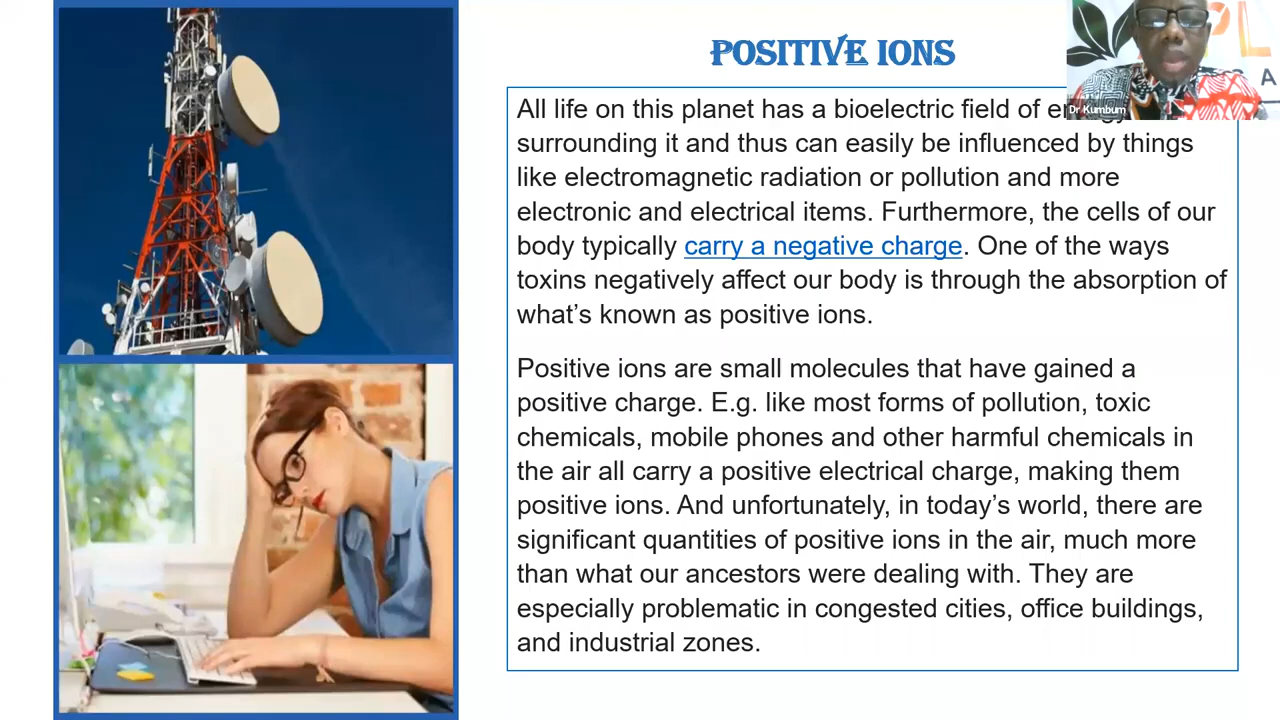 POSITIVE IONS
All life on this planet has a bioelectric field of
surrounding it and thus can easily be influenced by things
like electromagnetic radiation or pollution and more
electronic and electrical items. Furthermore, the cells of our
body typically carry a negative charge. One of the ways
toxins negatively affect our body is through the absorption of
what’s known as positive ions.
Positive ions are small molecules that have gained a
positive charge. E.g. like most forms of pollution, toxic
chemicals, mobile phones and other harmful chemicals in
the air all carry a positive electrical charge, making them
positive ions. And unfortunately, in today’s world, there are
significant quantities of positive ions in the air, much more
than what our ancestors were dealing with. They are
especially problematic in congested cities, office buildings,
and industrial zones.
PL
A
Dr Kumbum